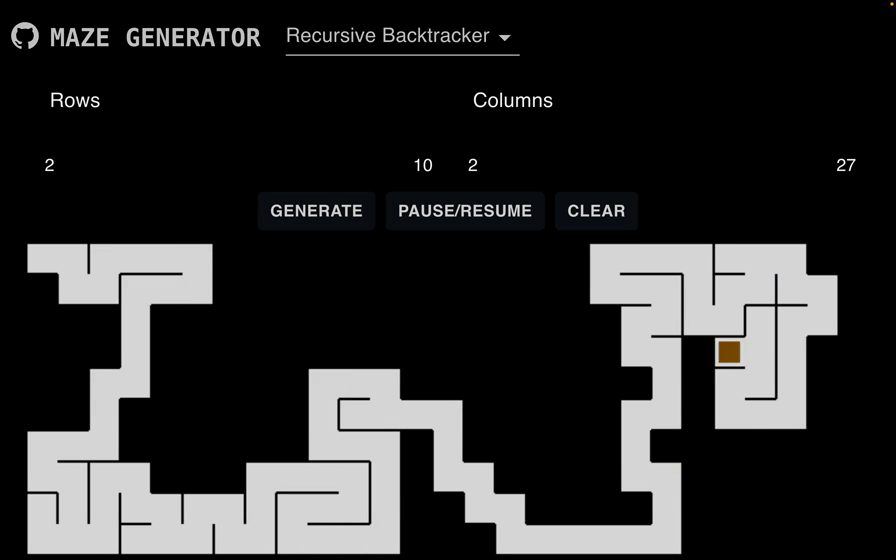 MAZE GENERATOR
Recursive Backtracker
Rows
Columns
2
10
2
27
GENERATE
PAUSE/RESUME
CLEAR